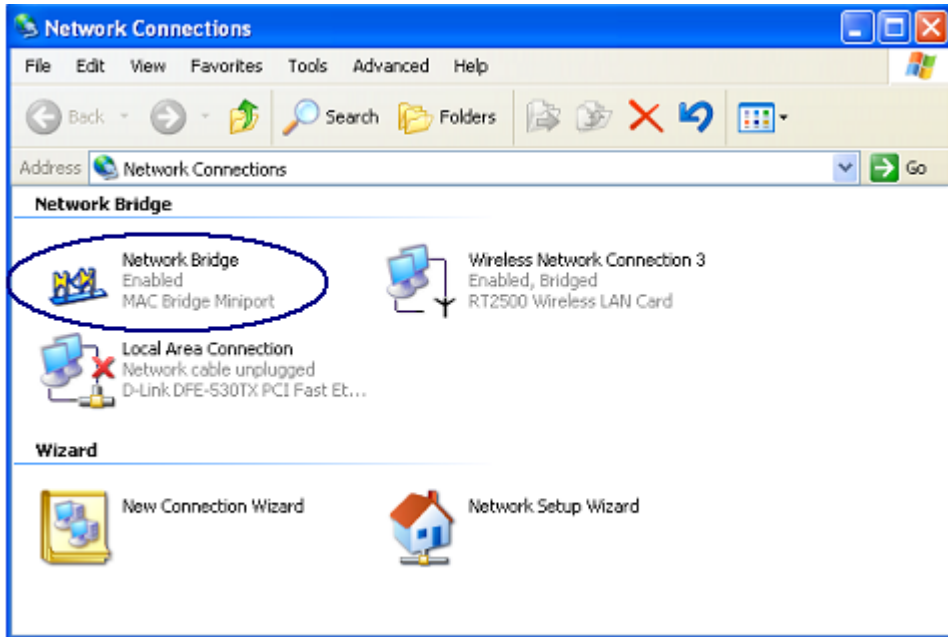 Network Connections
File Edit View Favorites Tools Advanced Help
Back Search Folders
Address Network Connections Go
Network Bridge
Network Bridge
Enabled
MAC Bridge Miniport
Wireless Network Connection 3
Enabled, Bridged
RT2500 Wireless LAN Card
Local Area Connection
Network cable unplugged
D-Link DFE-530TX PCI Fast Et...
Wizard
New Connection Wizard
Network Setup Wizard